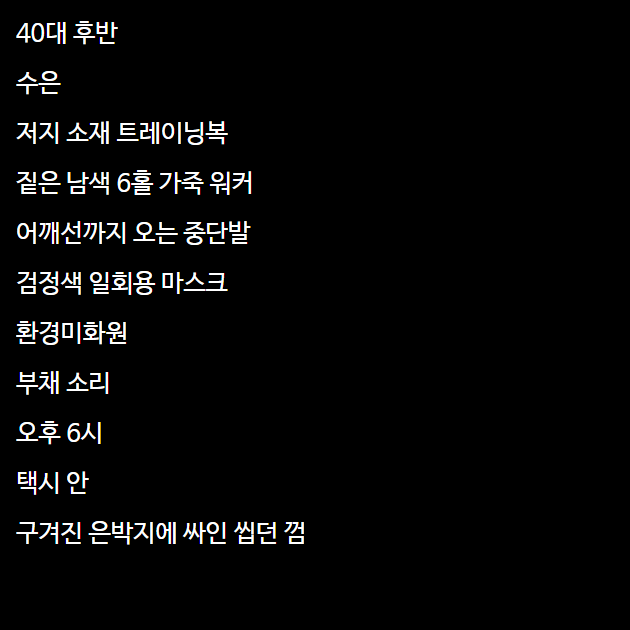 40대 후반
수은
저지 소재 트레이닝복
짙은 남색 6홀 가죽 워커
어깨선까지 오는 중단발
검정색 일회용 마스크
환경미화원
부채 소리
오후 6시
택시 안
구겨진 은박지에 싸인 씹던 껌